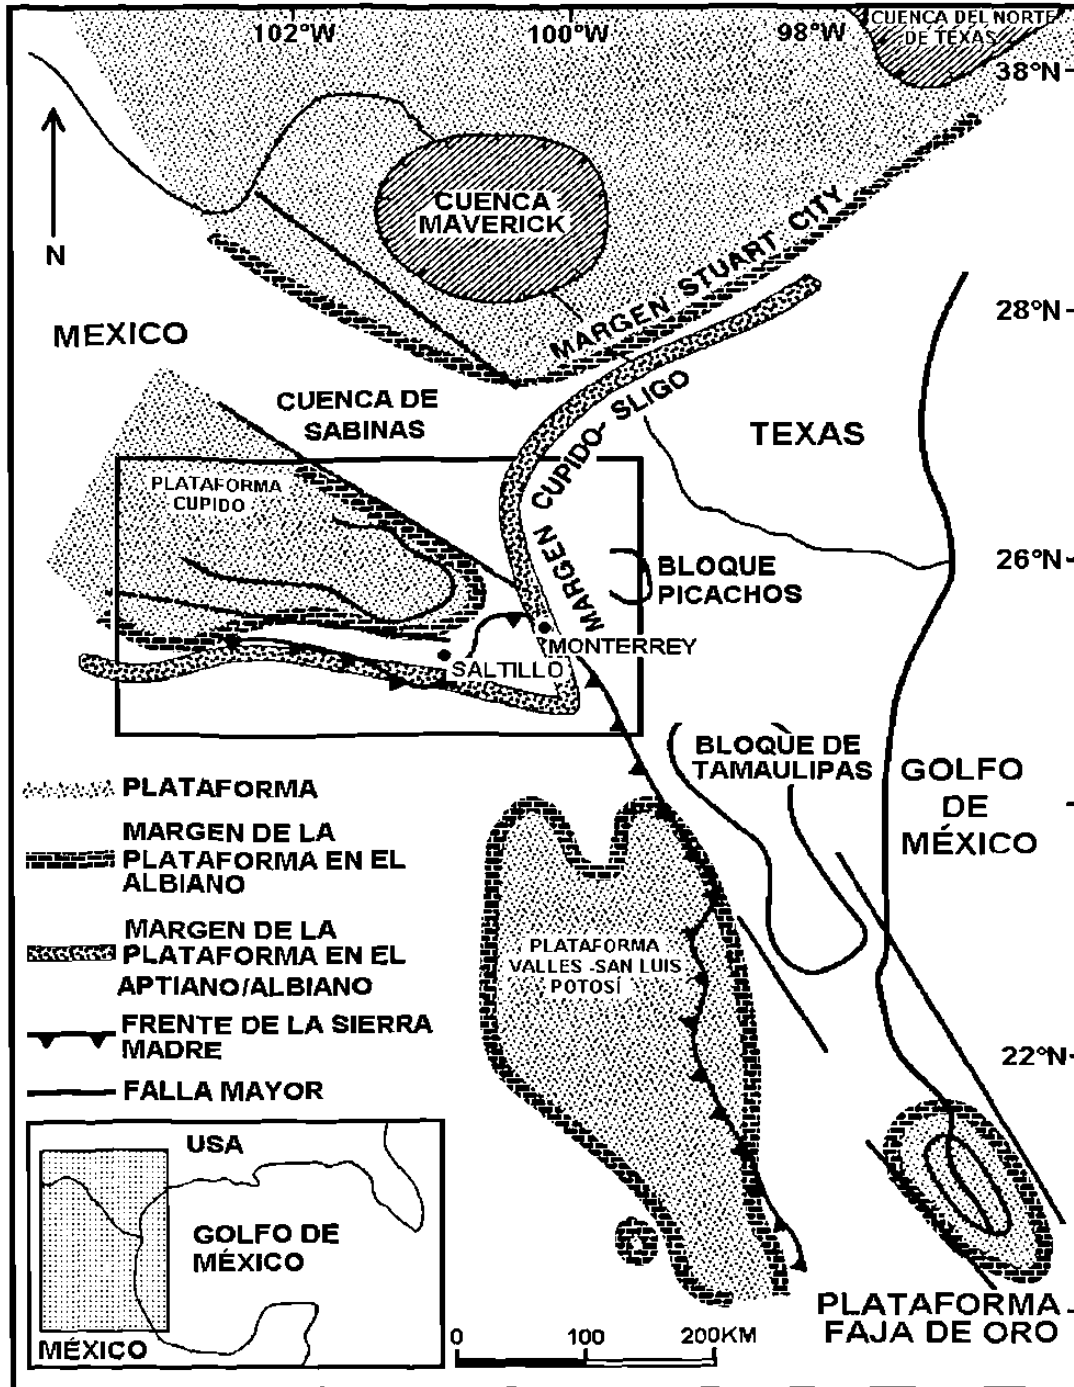 102°W
100°W
98°W
CUENCA DEL NORTE
DE TEXAS
38°N
CUENCA
MAVERICK
N
MARGEN STUART CITY
28°N
MEXICO
CUENCA DE
SABINAS
MARGEN CUPIDO-SLIGO
TEXAS
PLATAFORMA
CUPIDO
26°N
BLOQUE
PICACHOS
MONTERREY
SALTILLO
BLOQUE DE
TAMAULIPAS
GOLFO
DE
MÉXICO
PLATAFORMA
MARGEN DE LA
PLATAFORMA EN EL
ALBIANO
MARGEN DE LA
PLATAFORMA EN EL
APTIANO/ALBIANO
FRENTE DE LA SIERRA
MADRE
FALLA MAYOR
PLATAFORMA
VALLES -SAN LUIS
POTOSÍ
22°N
USA
GOLFO DE
MÉXICO
MÉXICO
0
100
200KM
PLATAFORMA
FAJA DE ORO